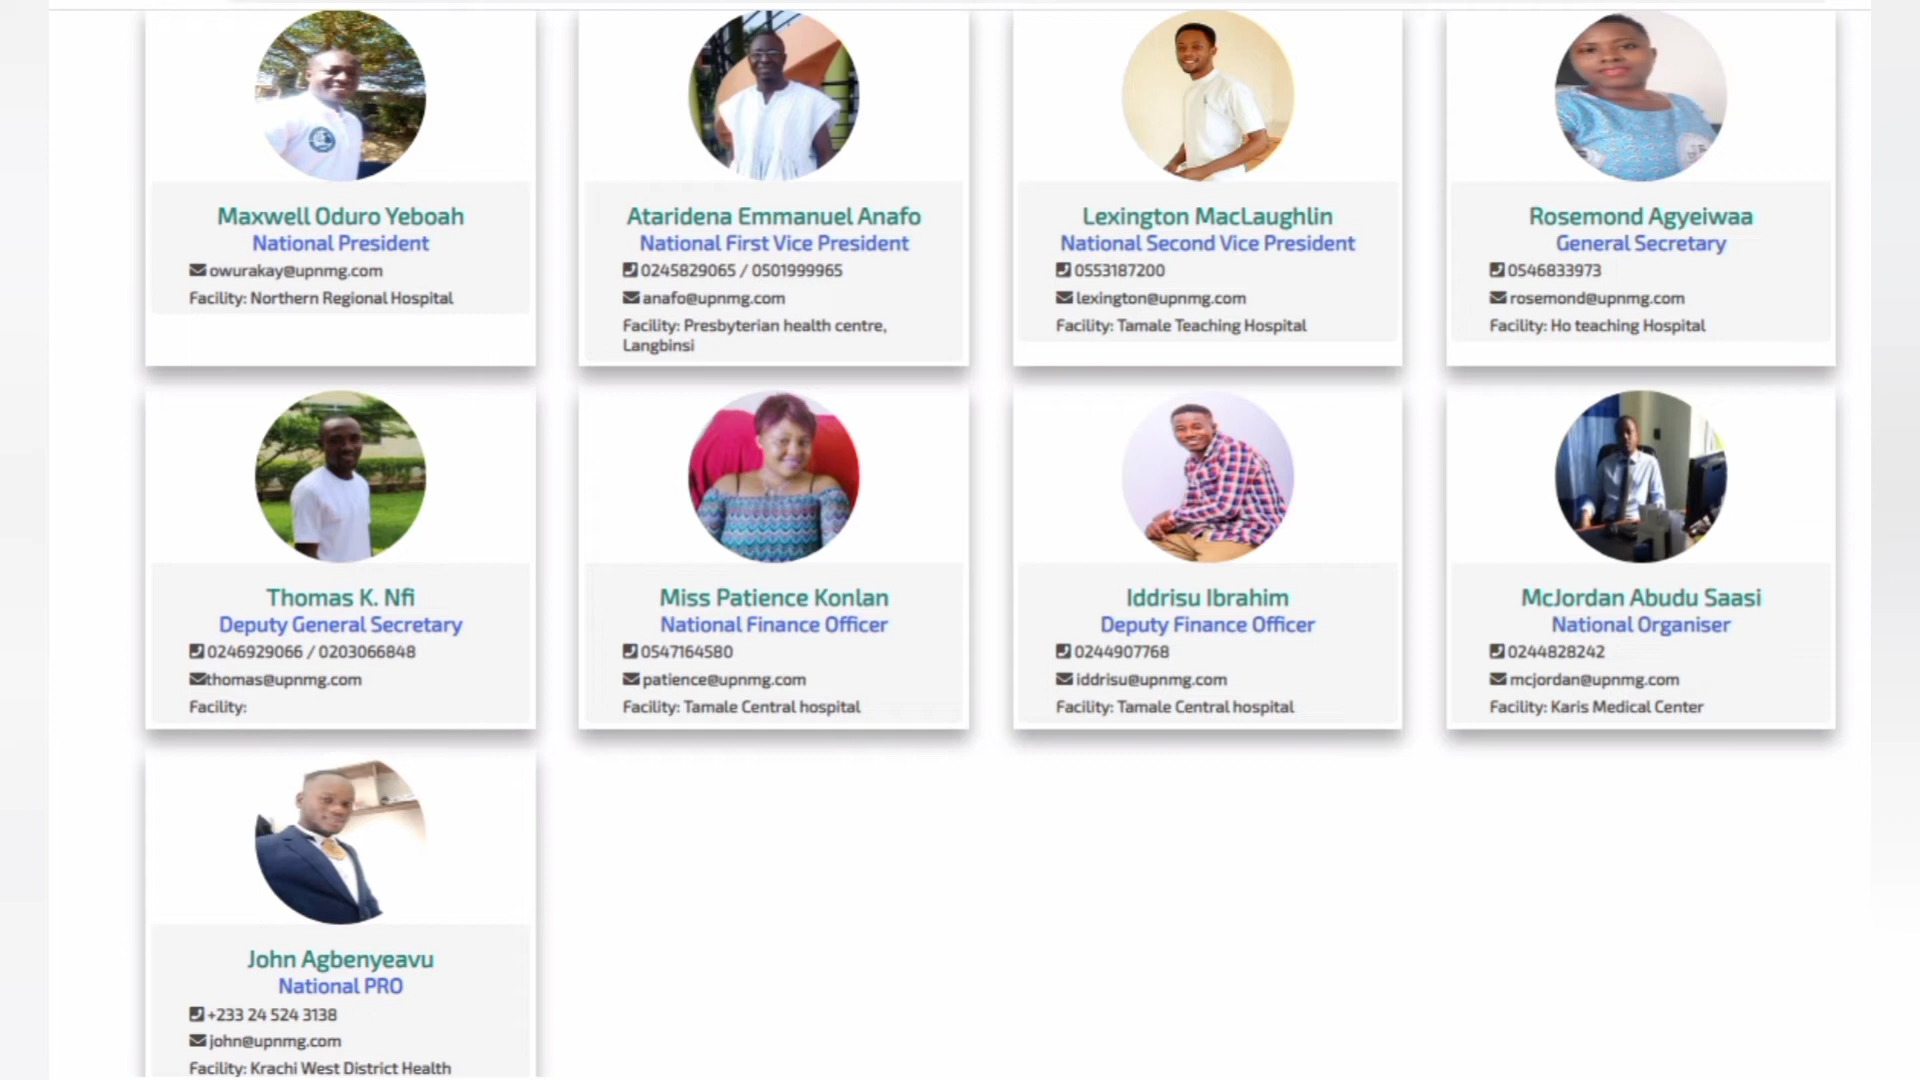 Maxwell Oduro Yeboah
National President
owurakay@upnmg.com
Facility: Northern Regional Hospital
Ataridena Emmanuel Anafo
National First Vice President
0245829065 / 0501999965
anafo@upnmg.com
Facility: Presbyterian health centre,
Langbinsi
Lexington MacLaughlin
National Second Vice President
0553187200
lexington@upnmg.com
Facility: Tamale Teaching Hospital
Rosemond Agyeiwaa
General Secretary
0546833973
rosemond@upnmg.com
Facility: Ho teaching Hospital
Thomas K. Nfi
Deputy General Secretary
0246929066 / 0203066848
thomas@upnmg.com
Facility:
Miss Patience Konlan
National Finance Officer
0547164580
patience@upnmg.com
Facility: Tamale Central hospital
Iddrisu Ibrahim
Deputy Finance Officer
0244907768
iddrisu@upnmg.com
Facility: Tamale Central hospital
McJordan Abudu Saasi
National Organiser
0244828242
mcjordan@upnmg.com
Facility: Karis Medical Center
John Agbenyeavu
National PRO
+233 24 524 3138
john@upnmg.com
Facility: Krachi West District Health